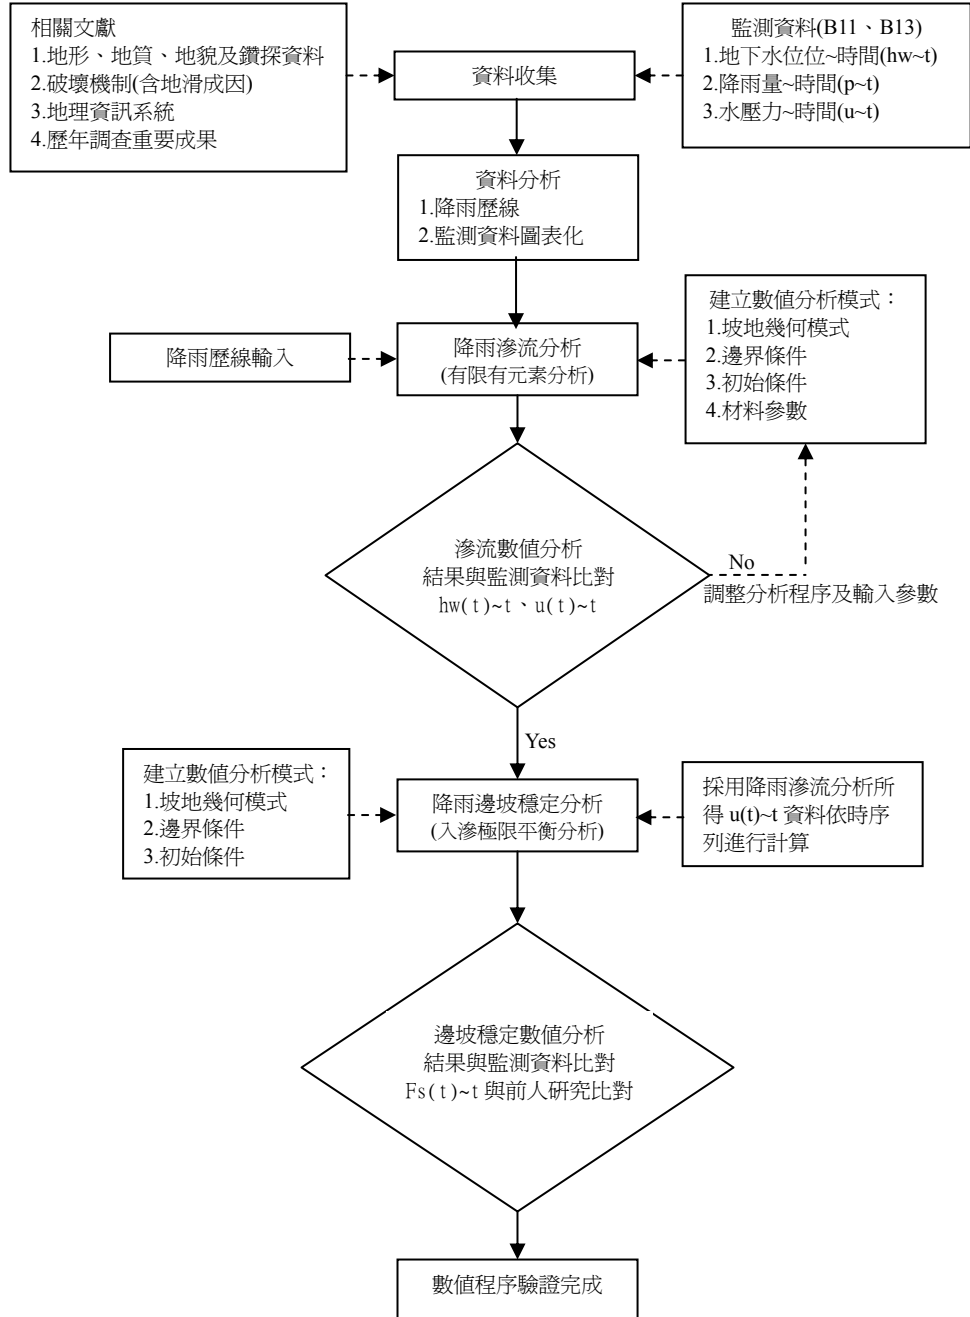 相關文獻
1.地形、地質、地貌及鑽探資料
2.破壞機制(含地滑成因)
3.地理資訊系統
4.歷年調查重要成果
資料收集
監測資料(B11、B13)
1.地下水位位~時間(hw~t)
2.降雨量~時間(p~t)
3.水壓力~時間(u~t)
資料分析
1.降雨歷線
2.監測資料圖表化
降雨歷線輸入
降雨滲流分析
(有限有元素分析)
建立數值分析模式：
1.坡地幾何模式
2.邊界條件
3.初始條件
4.材料參數
滲流數值分析
結果與監測資料比對
hw(t)~t、u(t)~t
No
調整分析程序及輸入參數
Yes
建立數值分析模式：
1.坡地幾何模式
2.邊界條件
3.初始條件
降雨邊坡穩定分析
(入滲極限平衡分析)
採用降雨滲流分析所
得 u(t)~t 資料依時序
列進行計算
邊坡穩定數值分析
結果與監測資料比對
Fs(t)~t 與前人研究比對
數值程序驗證完成